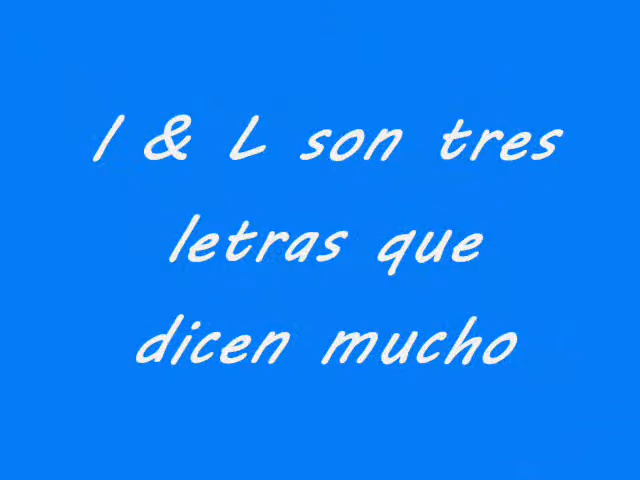 I & L son tres
letras que
dicen mucho